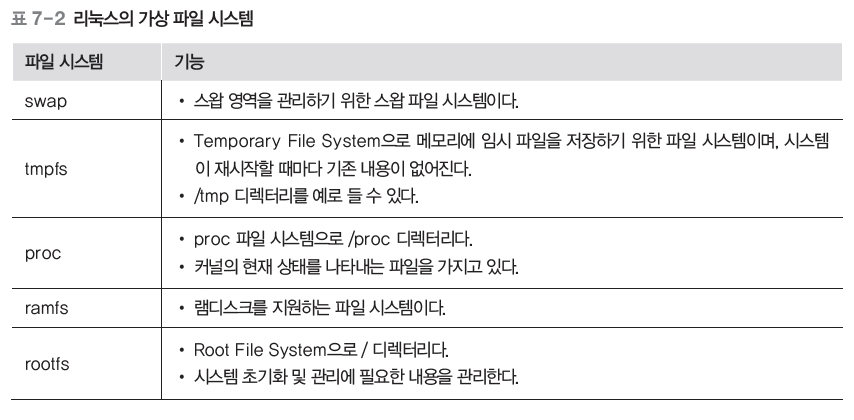 표 7-2 리눅스의 가상 파일 시스템
파일 시스템 기능
swap • 스왑 영역을 관리하기 위한 스왑 파일 시스템이다.
• Temporary File System으로 메모리에 임시 파일을 저장하기 위한 파일 시스템이며, 시스템
tmpfs 이 재시작할 때마다 기존 내용이 없어진다.
• /tmp 디렉터리를 예로 들 수 있다.
proc • proc 파일 시스템으로 /proc 디렉터리다.
• 커널의 현재 상태를 나타내는 파일을 가지고 있다.
ramfs • 램디스크를 지원하는 파일 시스템이다.
rootfs • Root File System으로 / 디렉터리다.
• 시스템 초기화 및 관리에 필요한 내용을 관리한다.